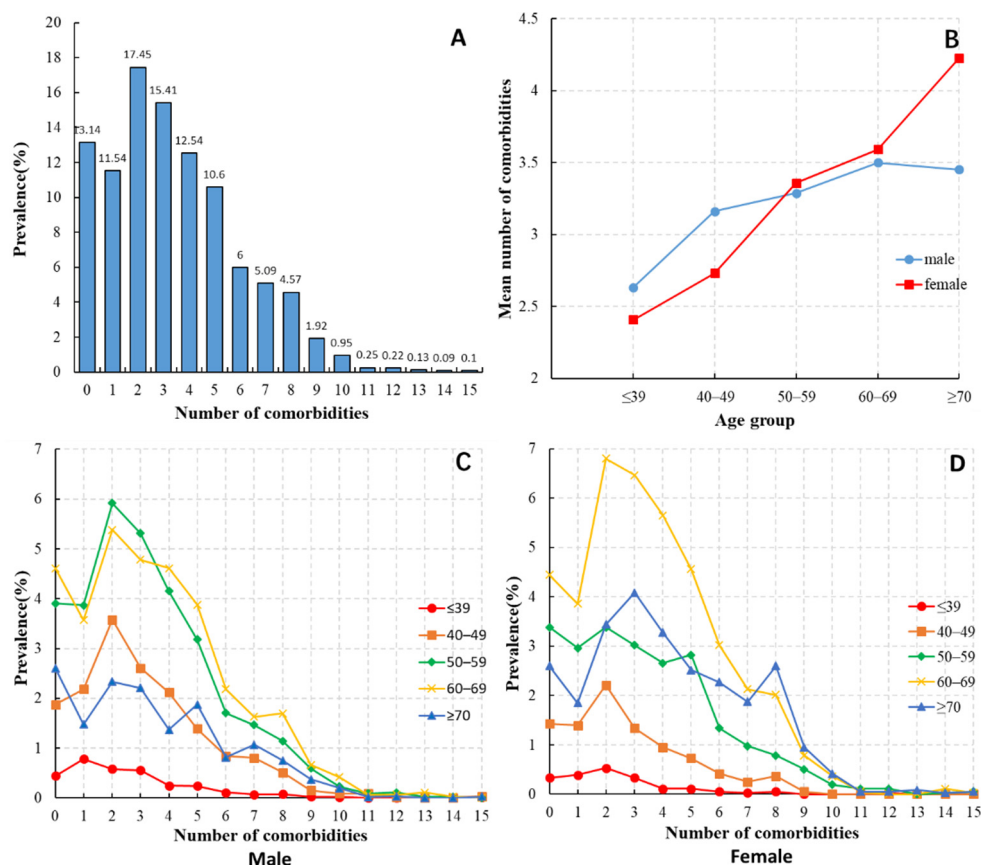 A
20
18
16
14
12
10
8
6
4
2
0
Prevalence(%)
13.14
11.54
17.45
15.41
12.54
10.6
6
5.09
4.57
1.92
0.95
0.25
0.22
0.13
0.09
0.1
0 1 2 3 4 5 6 7 8 9 10 11 12 13 14 15
Number of comorbidities
B
4.5
4
3.5
3
2.5
2
Mean number of comorbidities
male
female
≤39 40–49 50–59 60–69 ≥70
Age group
C
7
6
5
4
3
2
1
0
Prevalence(%)
≤39
40–49
50–59
60–69
≥70
0 1 2 3 4 5 6 7 8 9 10 11 12 13 14 15
Number of comorbidities
Male
D
7
6
5
4
3
2
1
0
Prevalence(%)
≤39
40–49
50–59
60–69
≥70
0 1 2 3 4 5 6 7 8 9 10 11 12 13 14 15
Number of comorbidities
Female